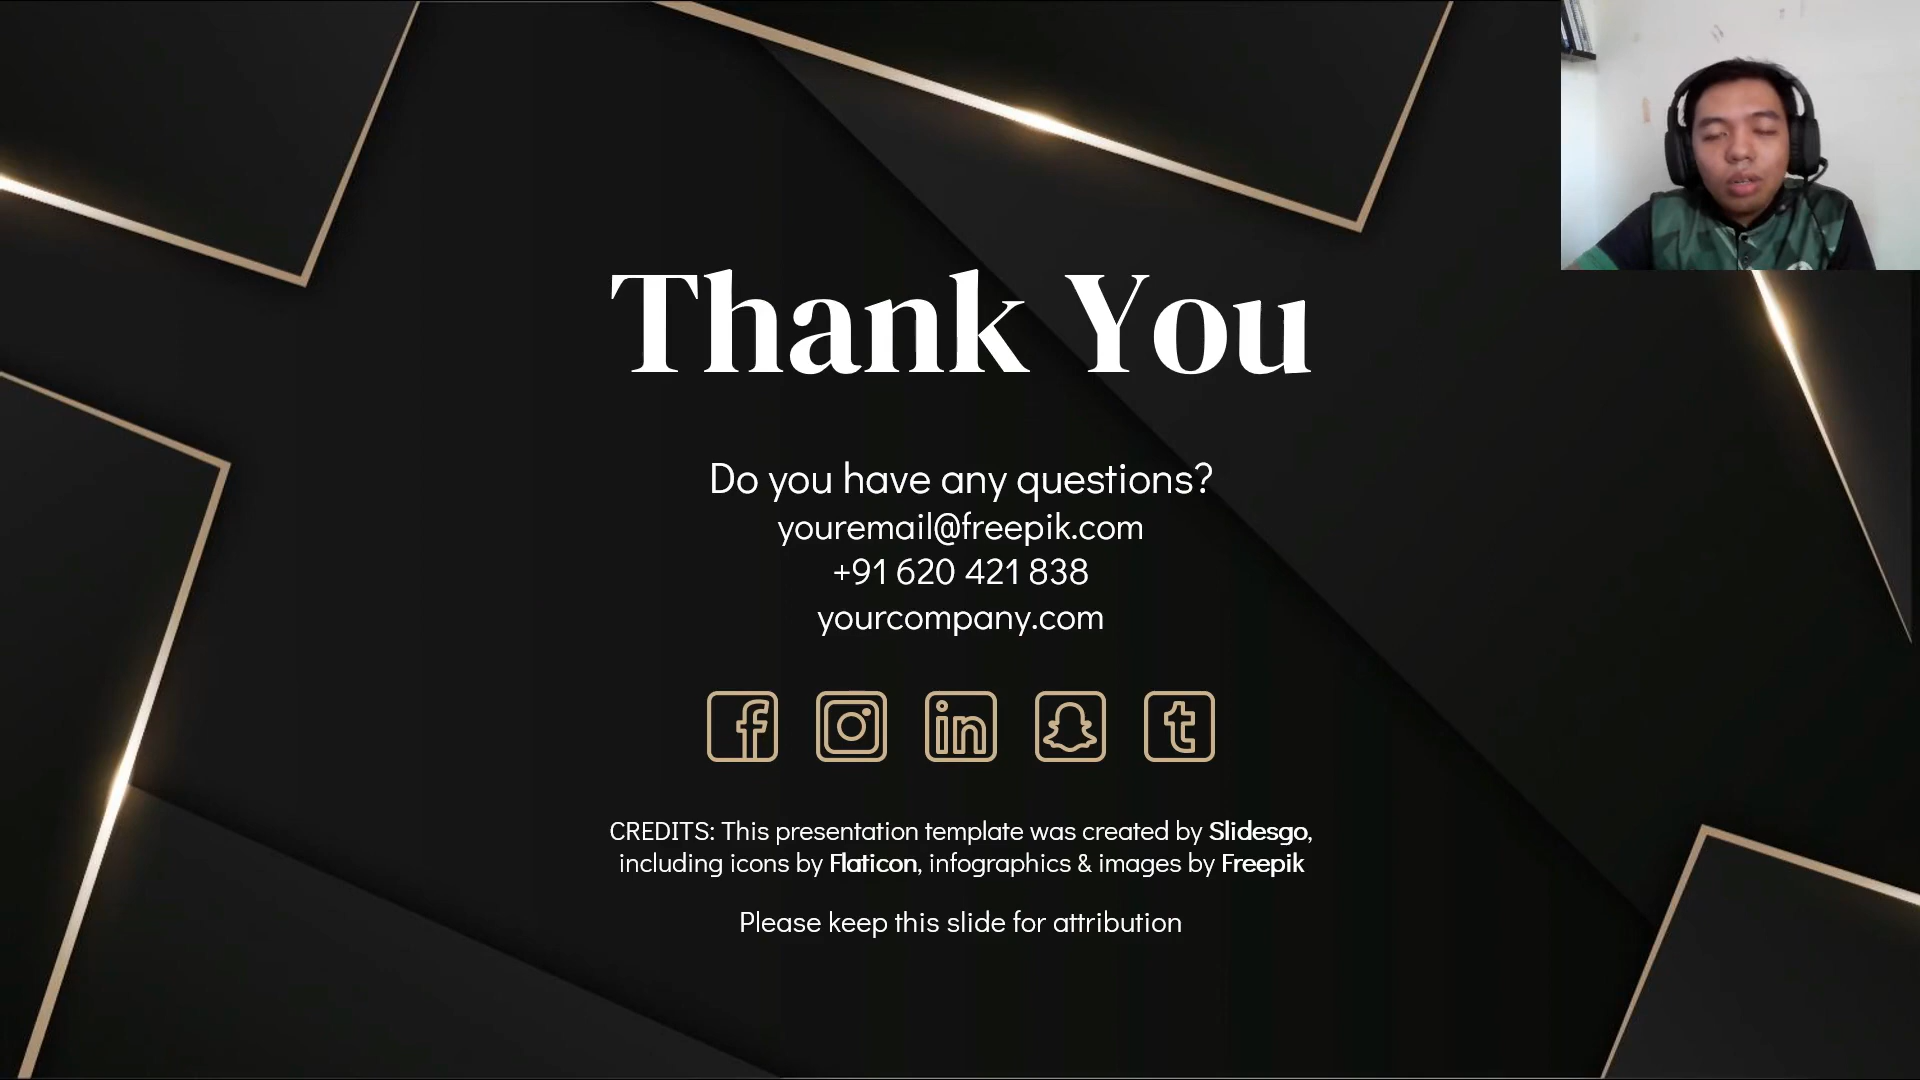 Thank You
Do you have any questions?
youremail@freepik.com
+91 620 421 838
yourcompany.com
CREDITS: This presentation template was created by Slidesgo,
including icons by Flaticon, infographics & images by Freepik
Please keep this slide for attribution